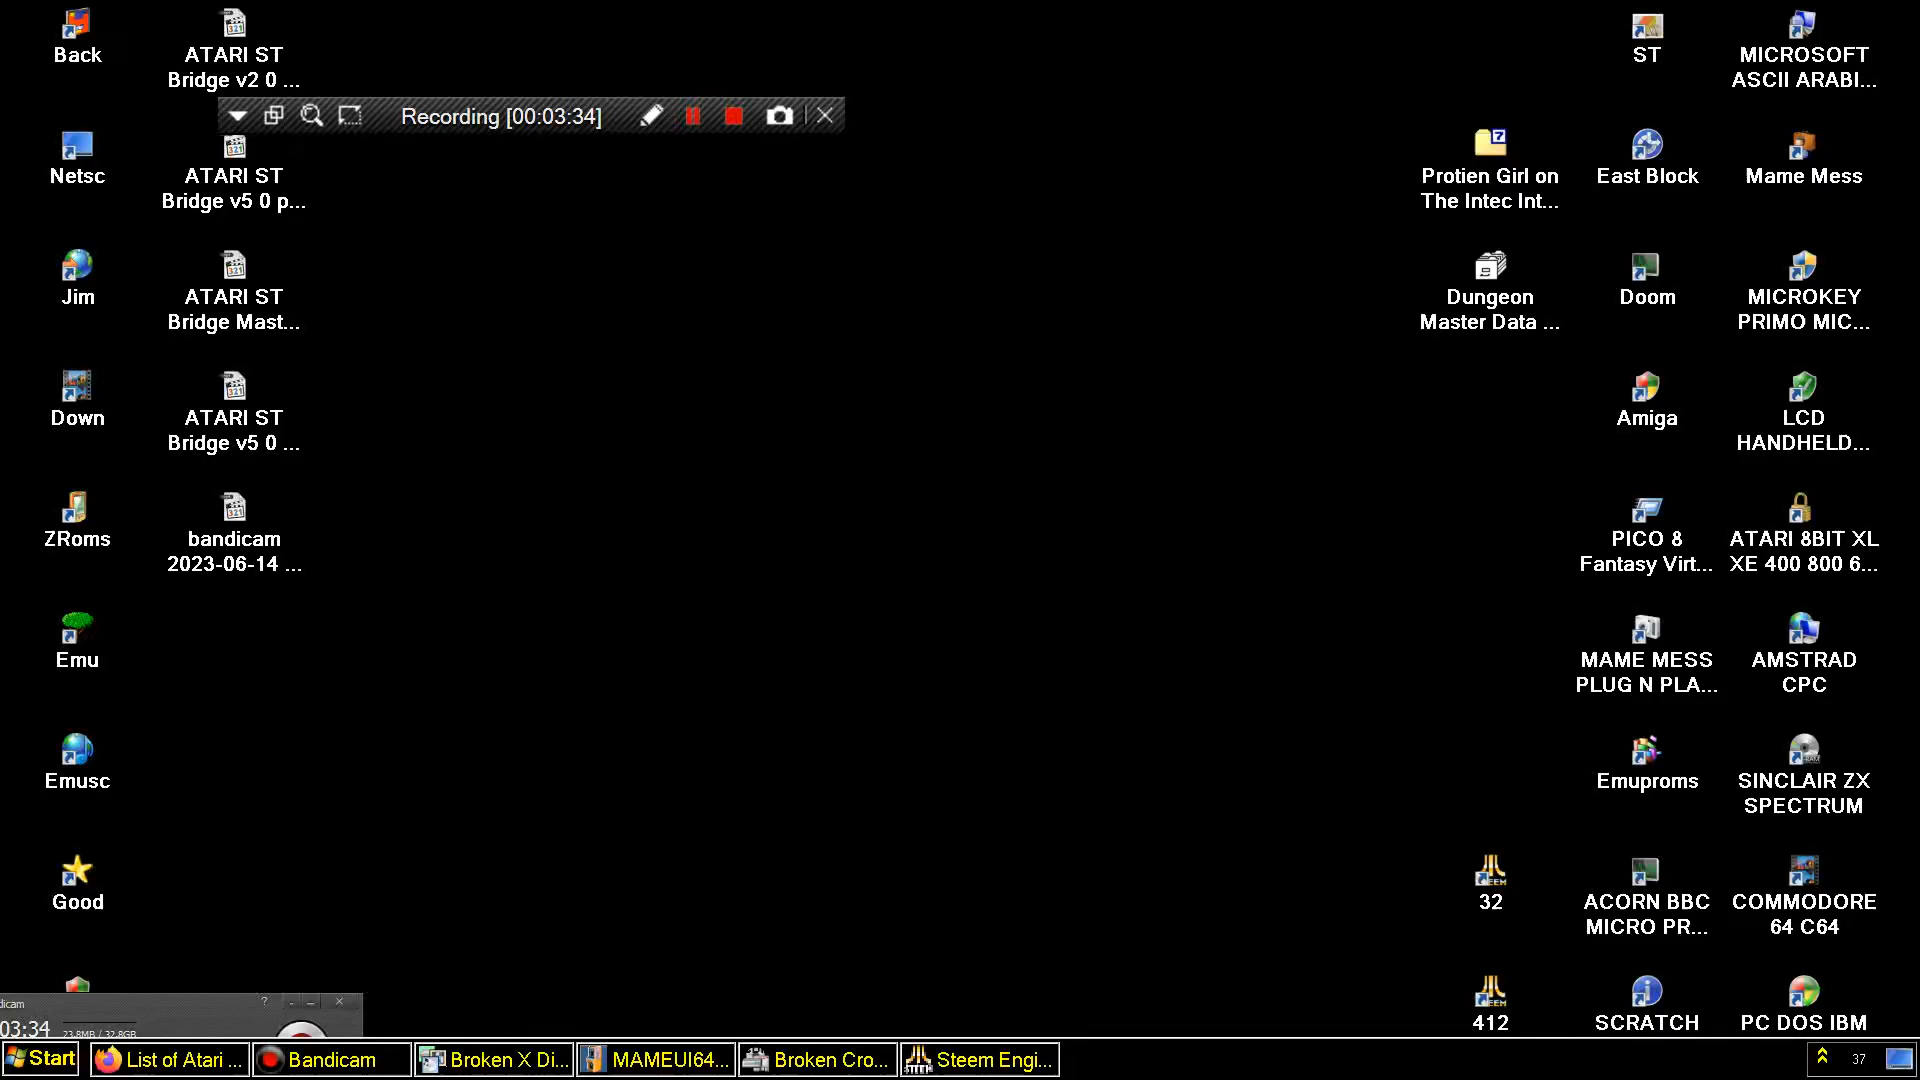 Back
ATARI ST
Bridge v2 0 ...
ST
MICROSOFT
ASCII ARABI...
Recording [00:03:34]
Netsc
ATARI ST
Bridge v5 0 p...
Protien Girl on
The Intec Int...
East Block
Mame Mess
Jim
ATARI ST
Bridge Mast...
Dungeon
Master Data ...
Doom
MICROKEY
PRIMO MIC...
Down
ATARI ST
Bridge v5 0 ...
Amiga
LCD
HANDHELD...
ZRoms
bandicam
2023-06-14 ...
PICO 8
Fantasy Virt...
ATARI 8BIT XL
XE 400 800 6...
Emu
MAME MESS
PLUG N PLA...
AMSTRAD
CPC
Emusc
Emuproms
SINCLAIR ZX
SPECTRUM
Good
32
ACORN BBC
MICRO PR...
COMMODORE
64 C64
dicam
03:34
23.8MB / 32.8GB
412
SCRATCH
PC DOS IBM
Start
List of Atari ...
Bandicam
Broken X Di...
MAMEUI64...
Broken Cro...
Steem Engi...
37